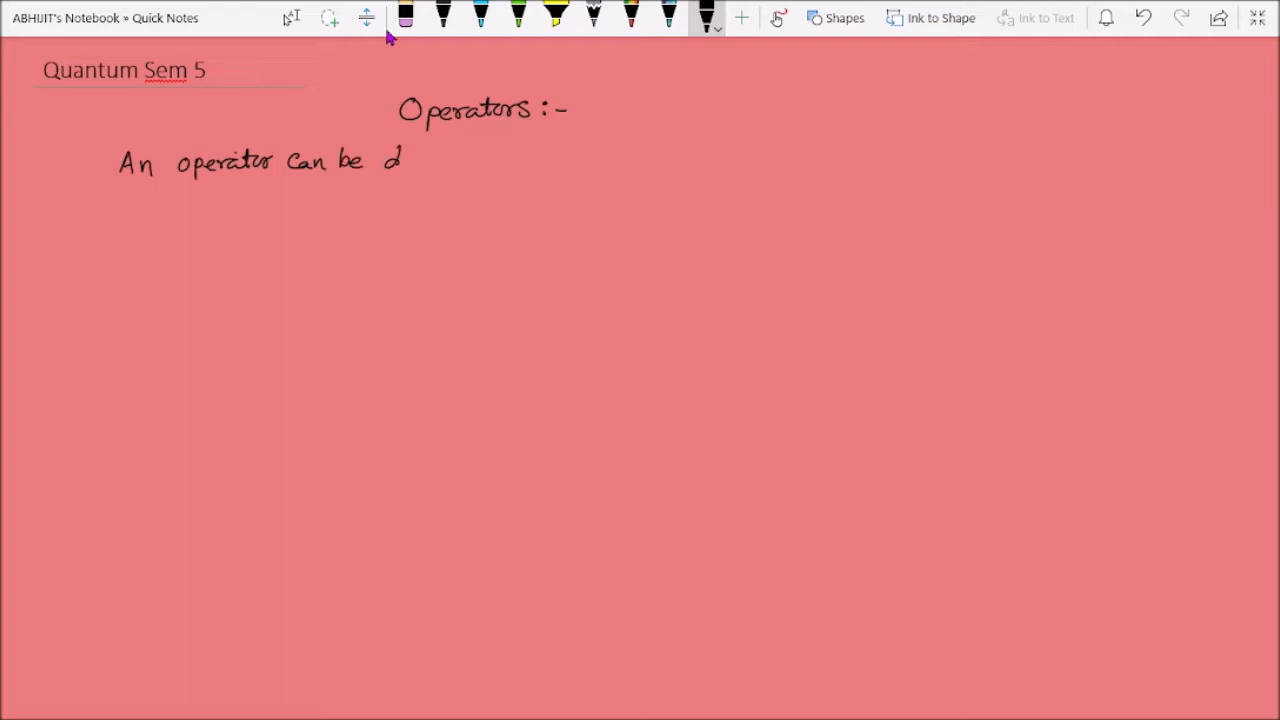 ABHIJIT's Notebook » Quick Notes
Shapes
Ink to Shape
Ink to Text
Quantum Sem 5
Operators :-
An operator can be d